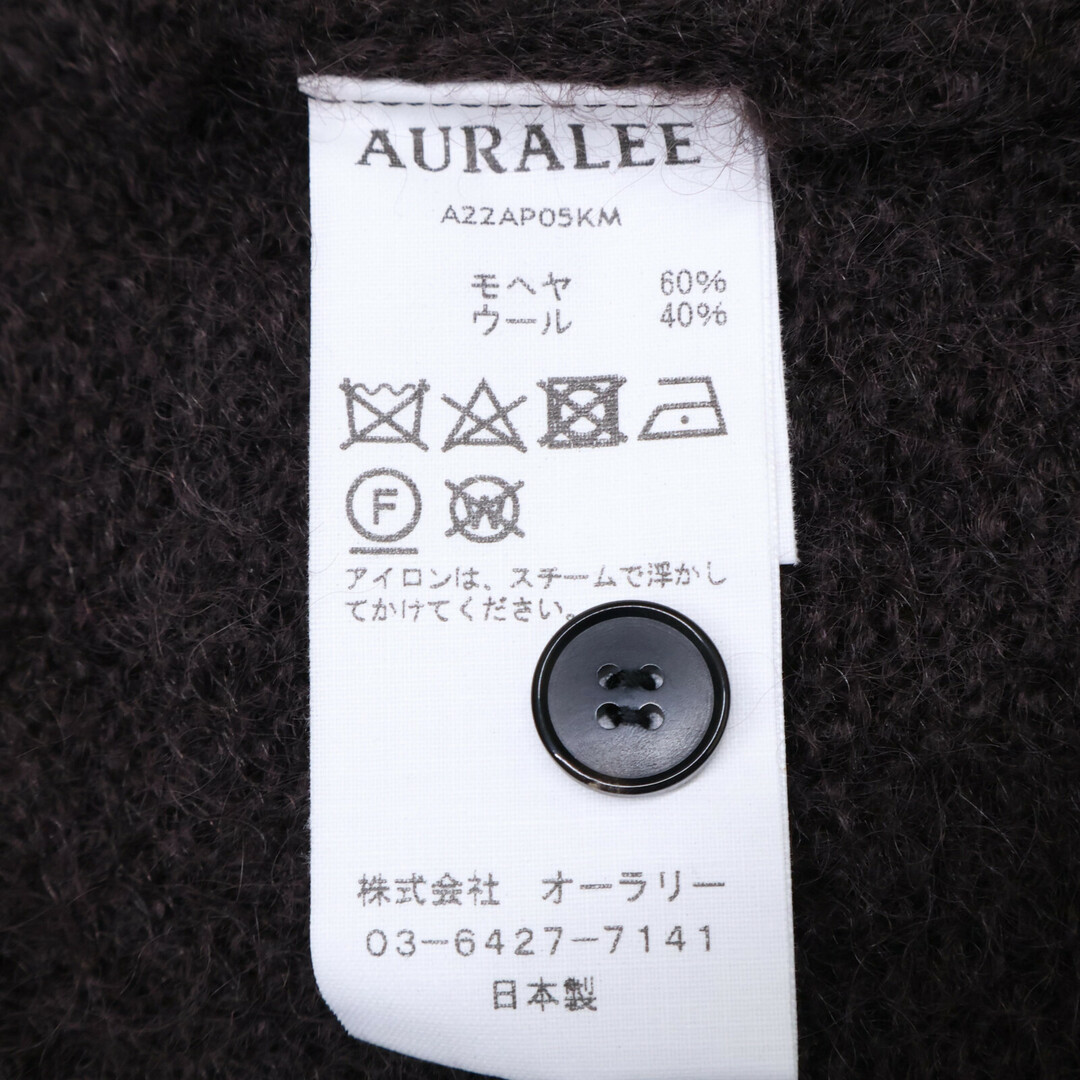 AURALEE
A22AP05KM
モヘヤ 60%
ウール 40%
F
W
アイロンは、スチームで浮かし
てかけてください。
株式会社 オーラリー
03-6427-7141
日本製